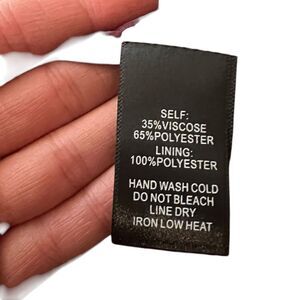 SELF:
35%VISCOSE
65%POLYESTER
LINING:
100%POLYESTER
HAND WASH COLD
DO NOT BLEACH
LINE DRY
IRON LOW HEAT